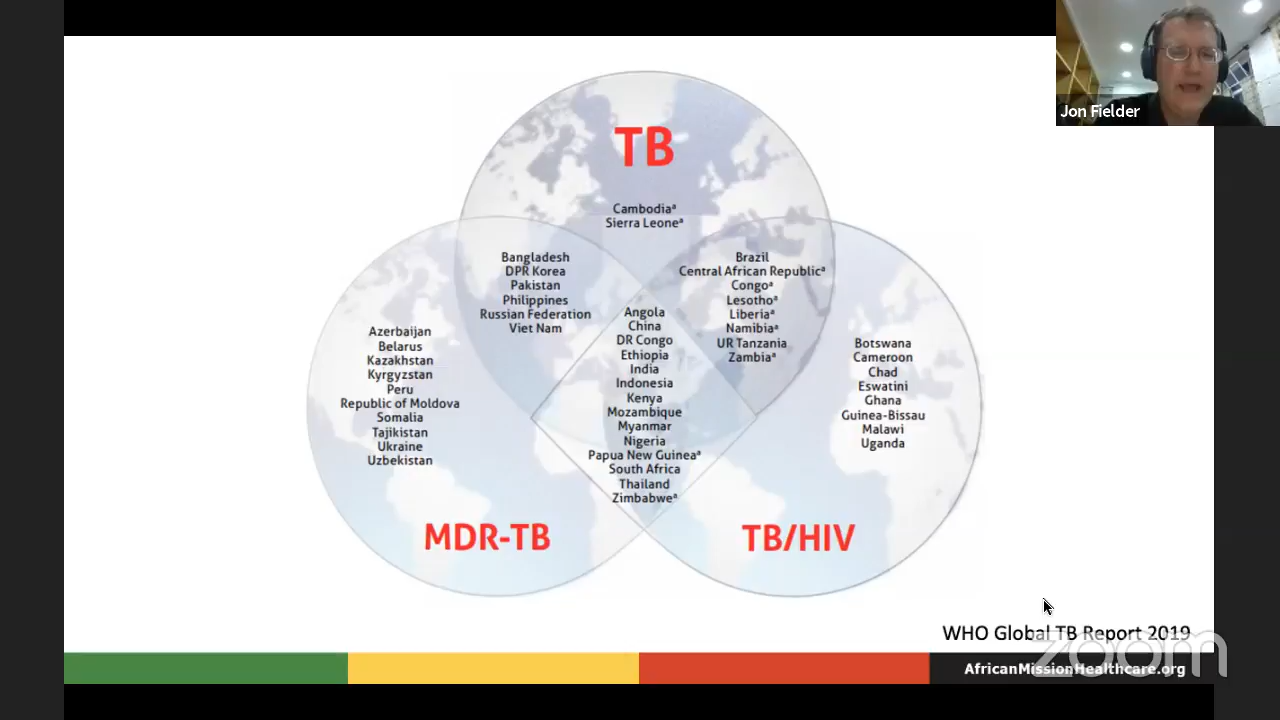 Jon Fielder
TB
Cambodiaª
Sierra Leoneª
Bangladesh
DPR Korea
Pakistan
Philippines
Russian Federation
Viet Nam
Brazil
Central African Republicª
Congoª
Lesothoª
Liberiaª
Namibiaª
UR Tanzania
Zambiaª
Angola
China
DR Congo
Ethiopia
India
Indonesia
Kenya
Mozambique
Myanmar
Nigeria
Papua New Guineaª
South Africa
Thailand
Zimbabweª
Azerbaijan
Belarus
Kazakhstan
Kyrgyzstan
Peru
Republic of Moldova
Somalia
Tajikistan
Ukraine
Uzbekistan
Botswana
Cameroon
Chad
Eswatini
Ghana
Guinea-Bissau
Malawi
Uganda
MDR-TB
TB/HIV
WHO Global TB Report 2019
zoom
AfricanMissionHealthcare.org